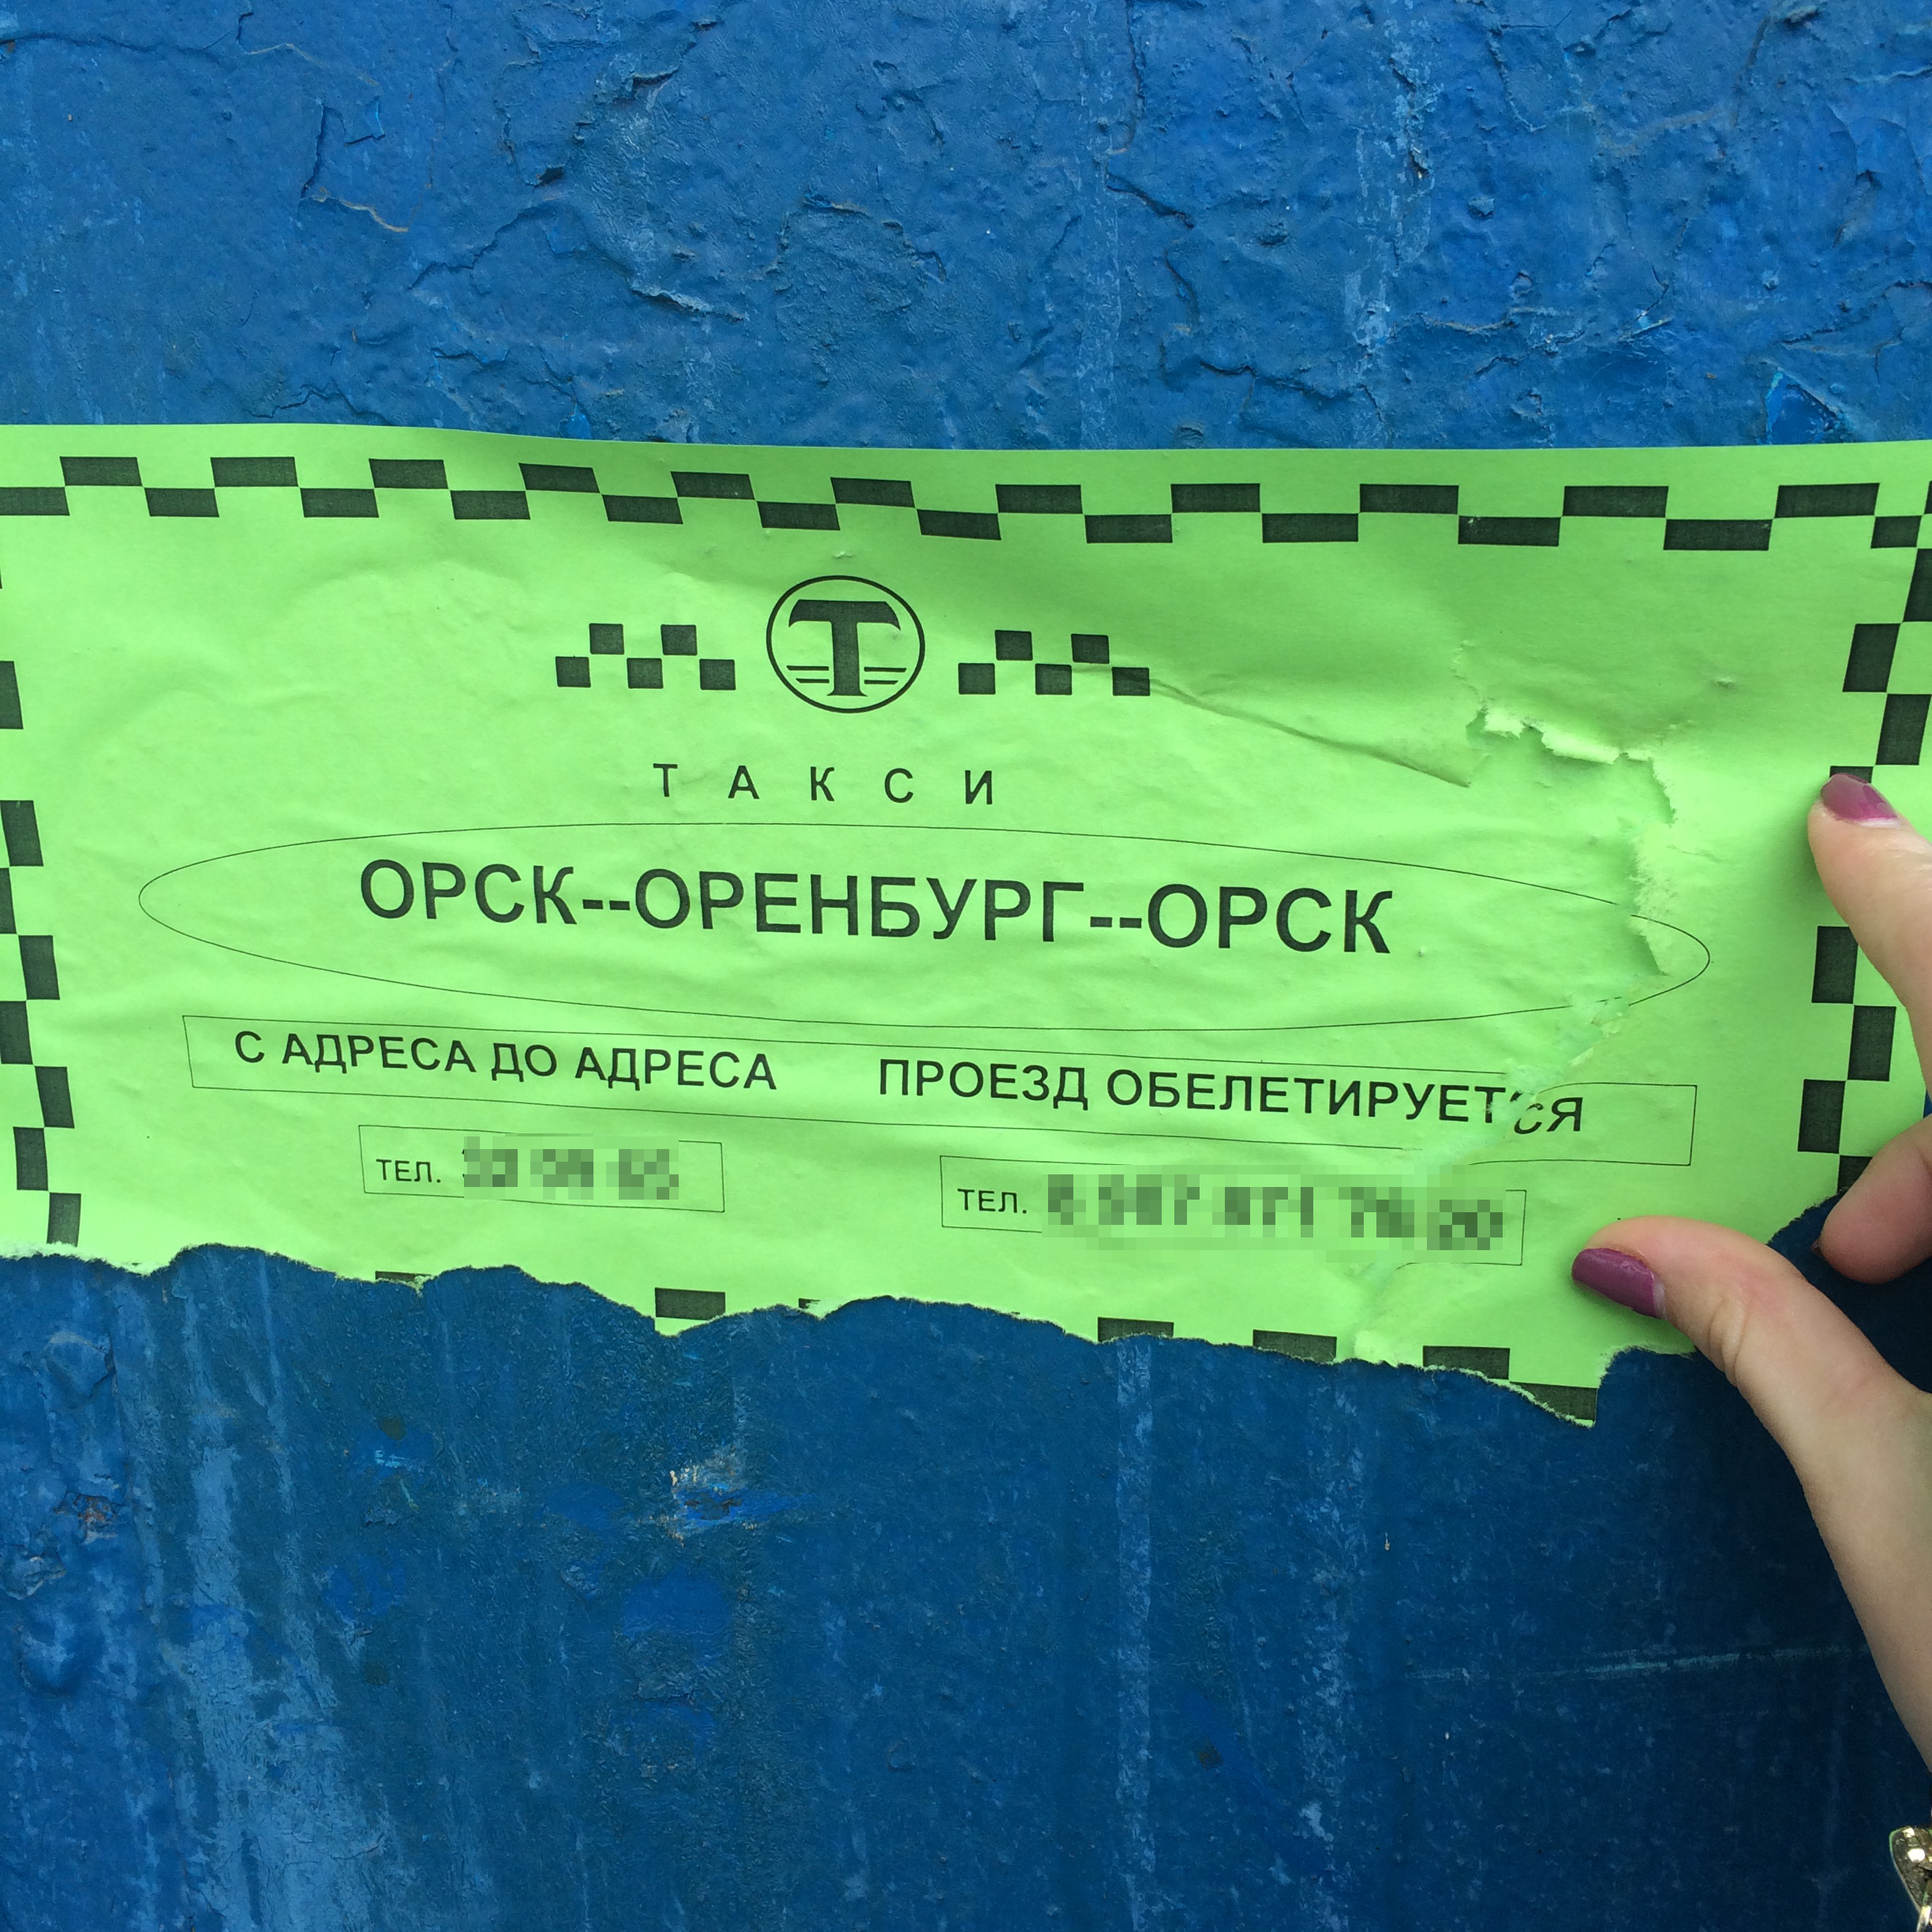 Т
ТАКСИ
ОРСК--ОРЕНБУРГ--ОРСК
С АДРЕСА ДО АДРЕСА ПРОЕЗД ОБЕЛЕТИРУЕТСЯ
ТЕЛ.
ТЕЛ.